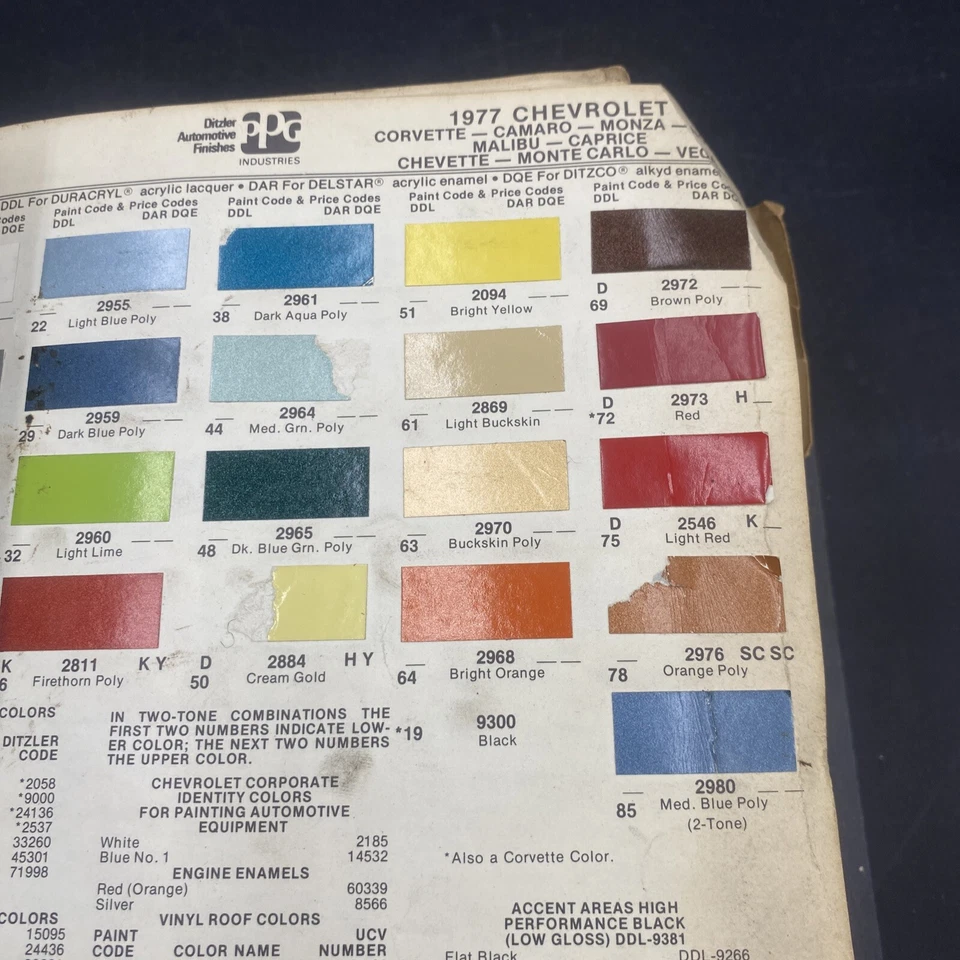 Ditzler
Automotive
Finishes
PPG
INDUSTRIES
1977 CHEVROLET
CORVETTE — CAMARO — MONZA —
MALIBU — CAPRICE
CHEVETTE — MONTE CARLO — VEG
DDL For DURACRYL® acrylic lacquer • DAR For DELSTAR® acrylic enamel • DQE For DITZCO® alkyd ename
odes
DQE
Paint Code & Price Codes
DDL DAR DQE
Paint Code & Price Codes
DDL DAR DQE
Paint Code & Price Codes
DDL DAR DQE
Paint Code & Price Co
DDL DAR D
— 2955 — —
22 Light Blue Poly
— 2961 — —
38 Dark Aqua Poly
— 2094 — —
51 Bright Yellow
D 2972 — —
69 Brown Poly
— 2959 — —
29 Dark Blue Poly
— 2964 — —
44 Med. Grn. Poly
— 2869 — —
61 Light Buckskin
D 2973 H —
*72 Red
— 2960 — —
32 Light Lime
— 2965 — —
48 Dk. Blue Grn. Poly
— 2970 — —
63 Buckskin Poly
D 2546 K —
75 Light Red
K 2811 K Y
6 Firethorn Poly
D 2884 H Y
50 Cream Gold
— 2968 — —
64 Bright Orange
— 2976 SC SC
78 Orange Poly
COLORS
DITZLER
CODE
*2058
*9000
*24136
*2537
33260
45301
71998
COLORS
15095
24436
IN TWO-TONE COMBINATIONS THE
FIRST TWO NUMBERS INDICATE LOW-
ER COLOR; THE NEXT TWO NUMBERS
THE UPPER COLOR.
CHEVROLET CORPORATE
IDENTITY COLORS
FOR PAINTING AUTOMOTIVE
EQUIPMENT
White 2185
Blue No. 1 14532
ENGINE ENAMELS
Red (Orange) 60339
Silver 8566
VINYL ROOF COLORS
PAINT UCV
CODE COLOR NAME NUMBER
9300
*19 Black
— 2980 — —
85 Med. Blue Poly
(2-Tone)
*Also a Corvette Color.
ACCENT AREAS HIGH
PERFORMANCE BLACK
(LOW GLOSS) DDL-9381
Flat Black DDL-9266